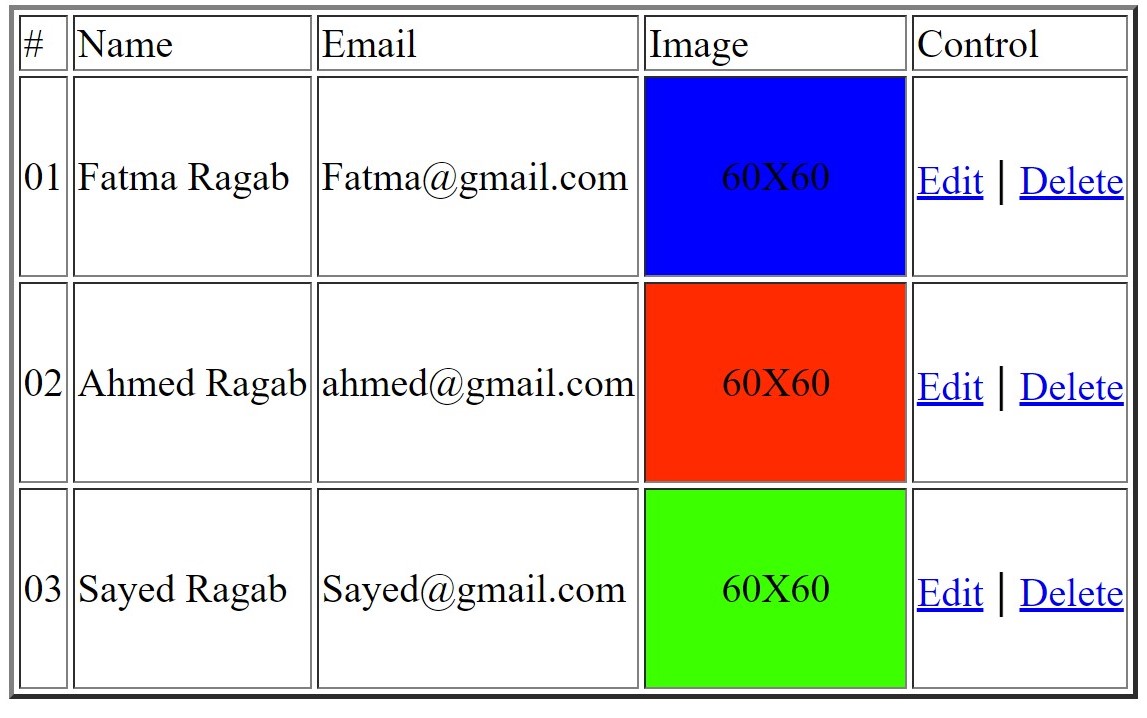 # Name Email Image Control
01 Fatma Ragab Fatma@gmail.com 60X60 Edit | Delete
02 Ahmed Ragab ahmed@gmail.com 60X60 Edit | Delete
03 Sayed Ragab Sayed@gmail.com 60X60 Edit | Delete